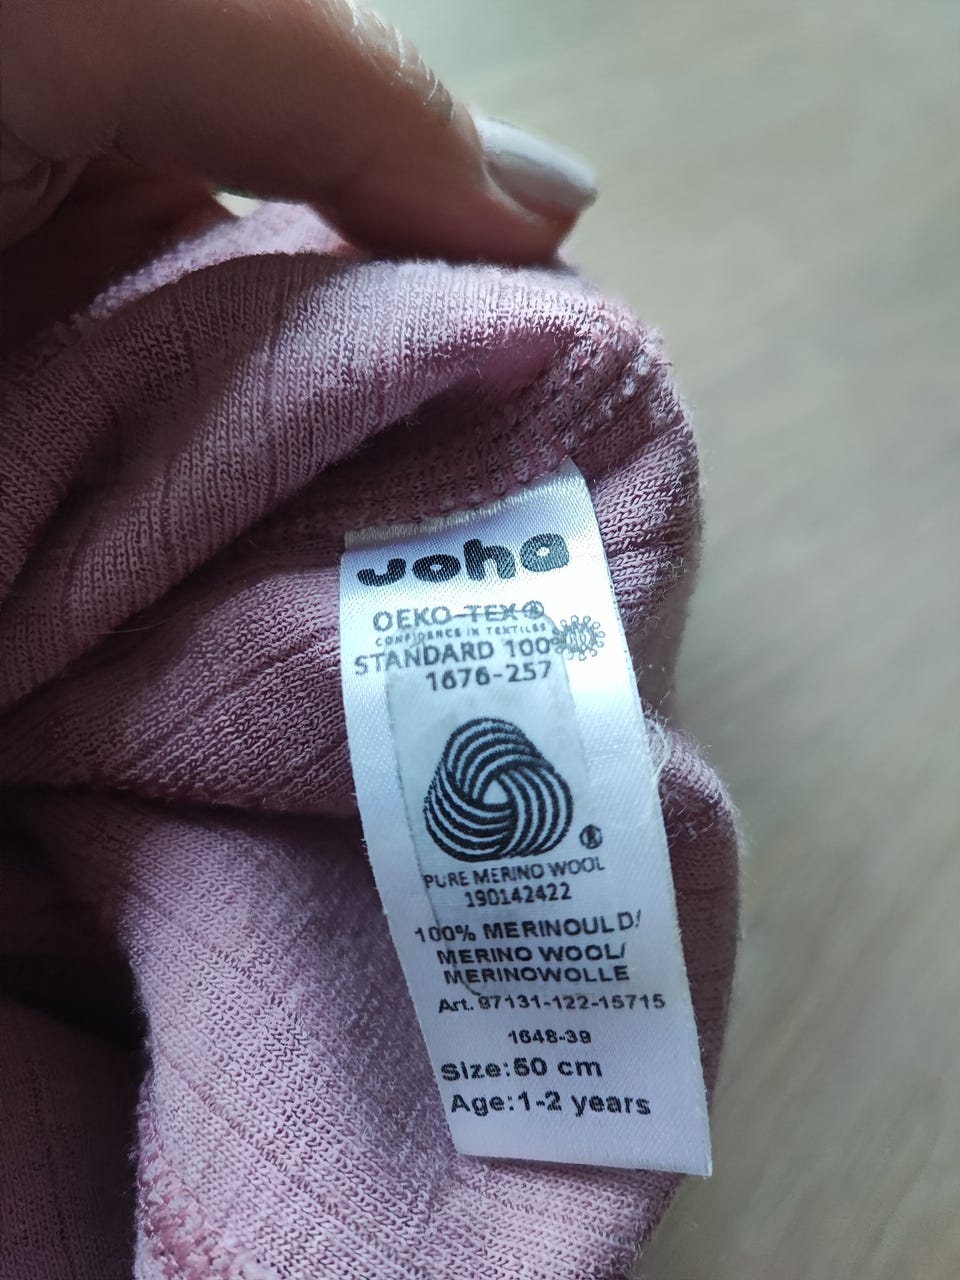 joha
OEKO-TEX®
CONFIDENCE IN TEXTILES
STANDARD 100
1676-257
®
PURE MERINO WOOL
190142422
100% MERINOULD/
MERINO WOOL/
MERINOWOLLE
Art. 97131-122-15715
1648-39
Size:50 cm
Age:1-2 years